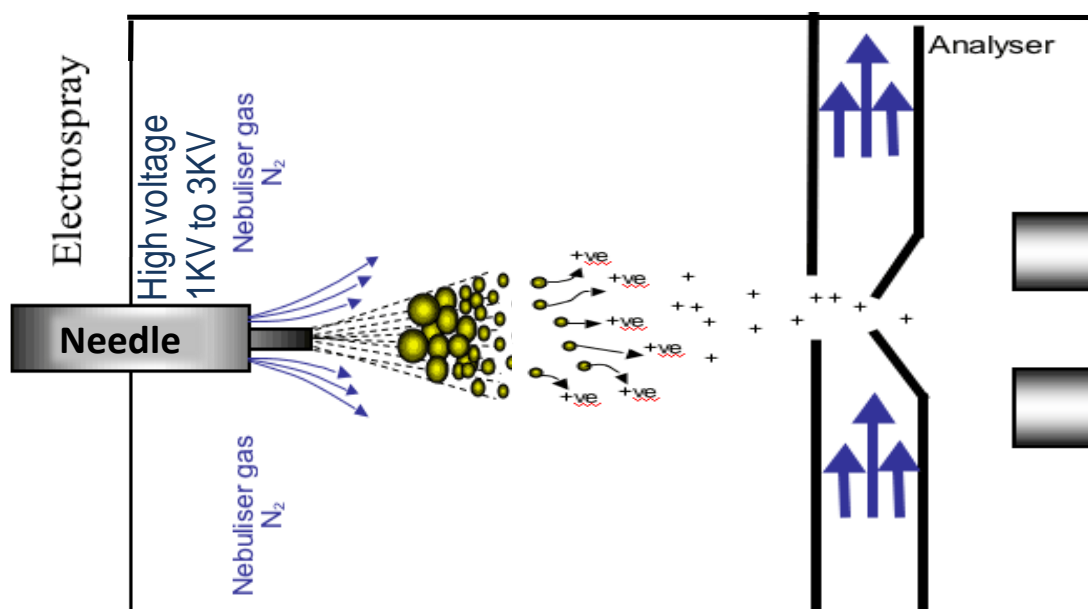 Electrospray
High voltage
1KV to 3KV
Nebuliser gas
N₂
Needle
Nebuliser gas
N₂
+ve
+ve
+ve
+ve
+ve
+ve
+ + + + + + + + + + + + +
Analyser